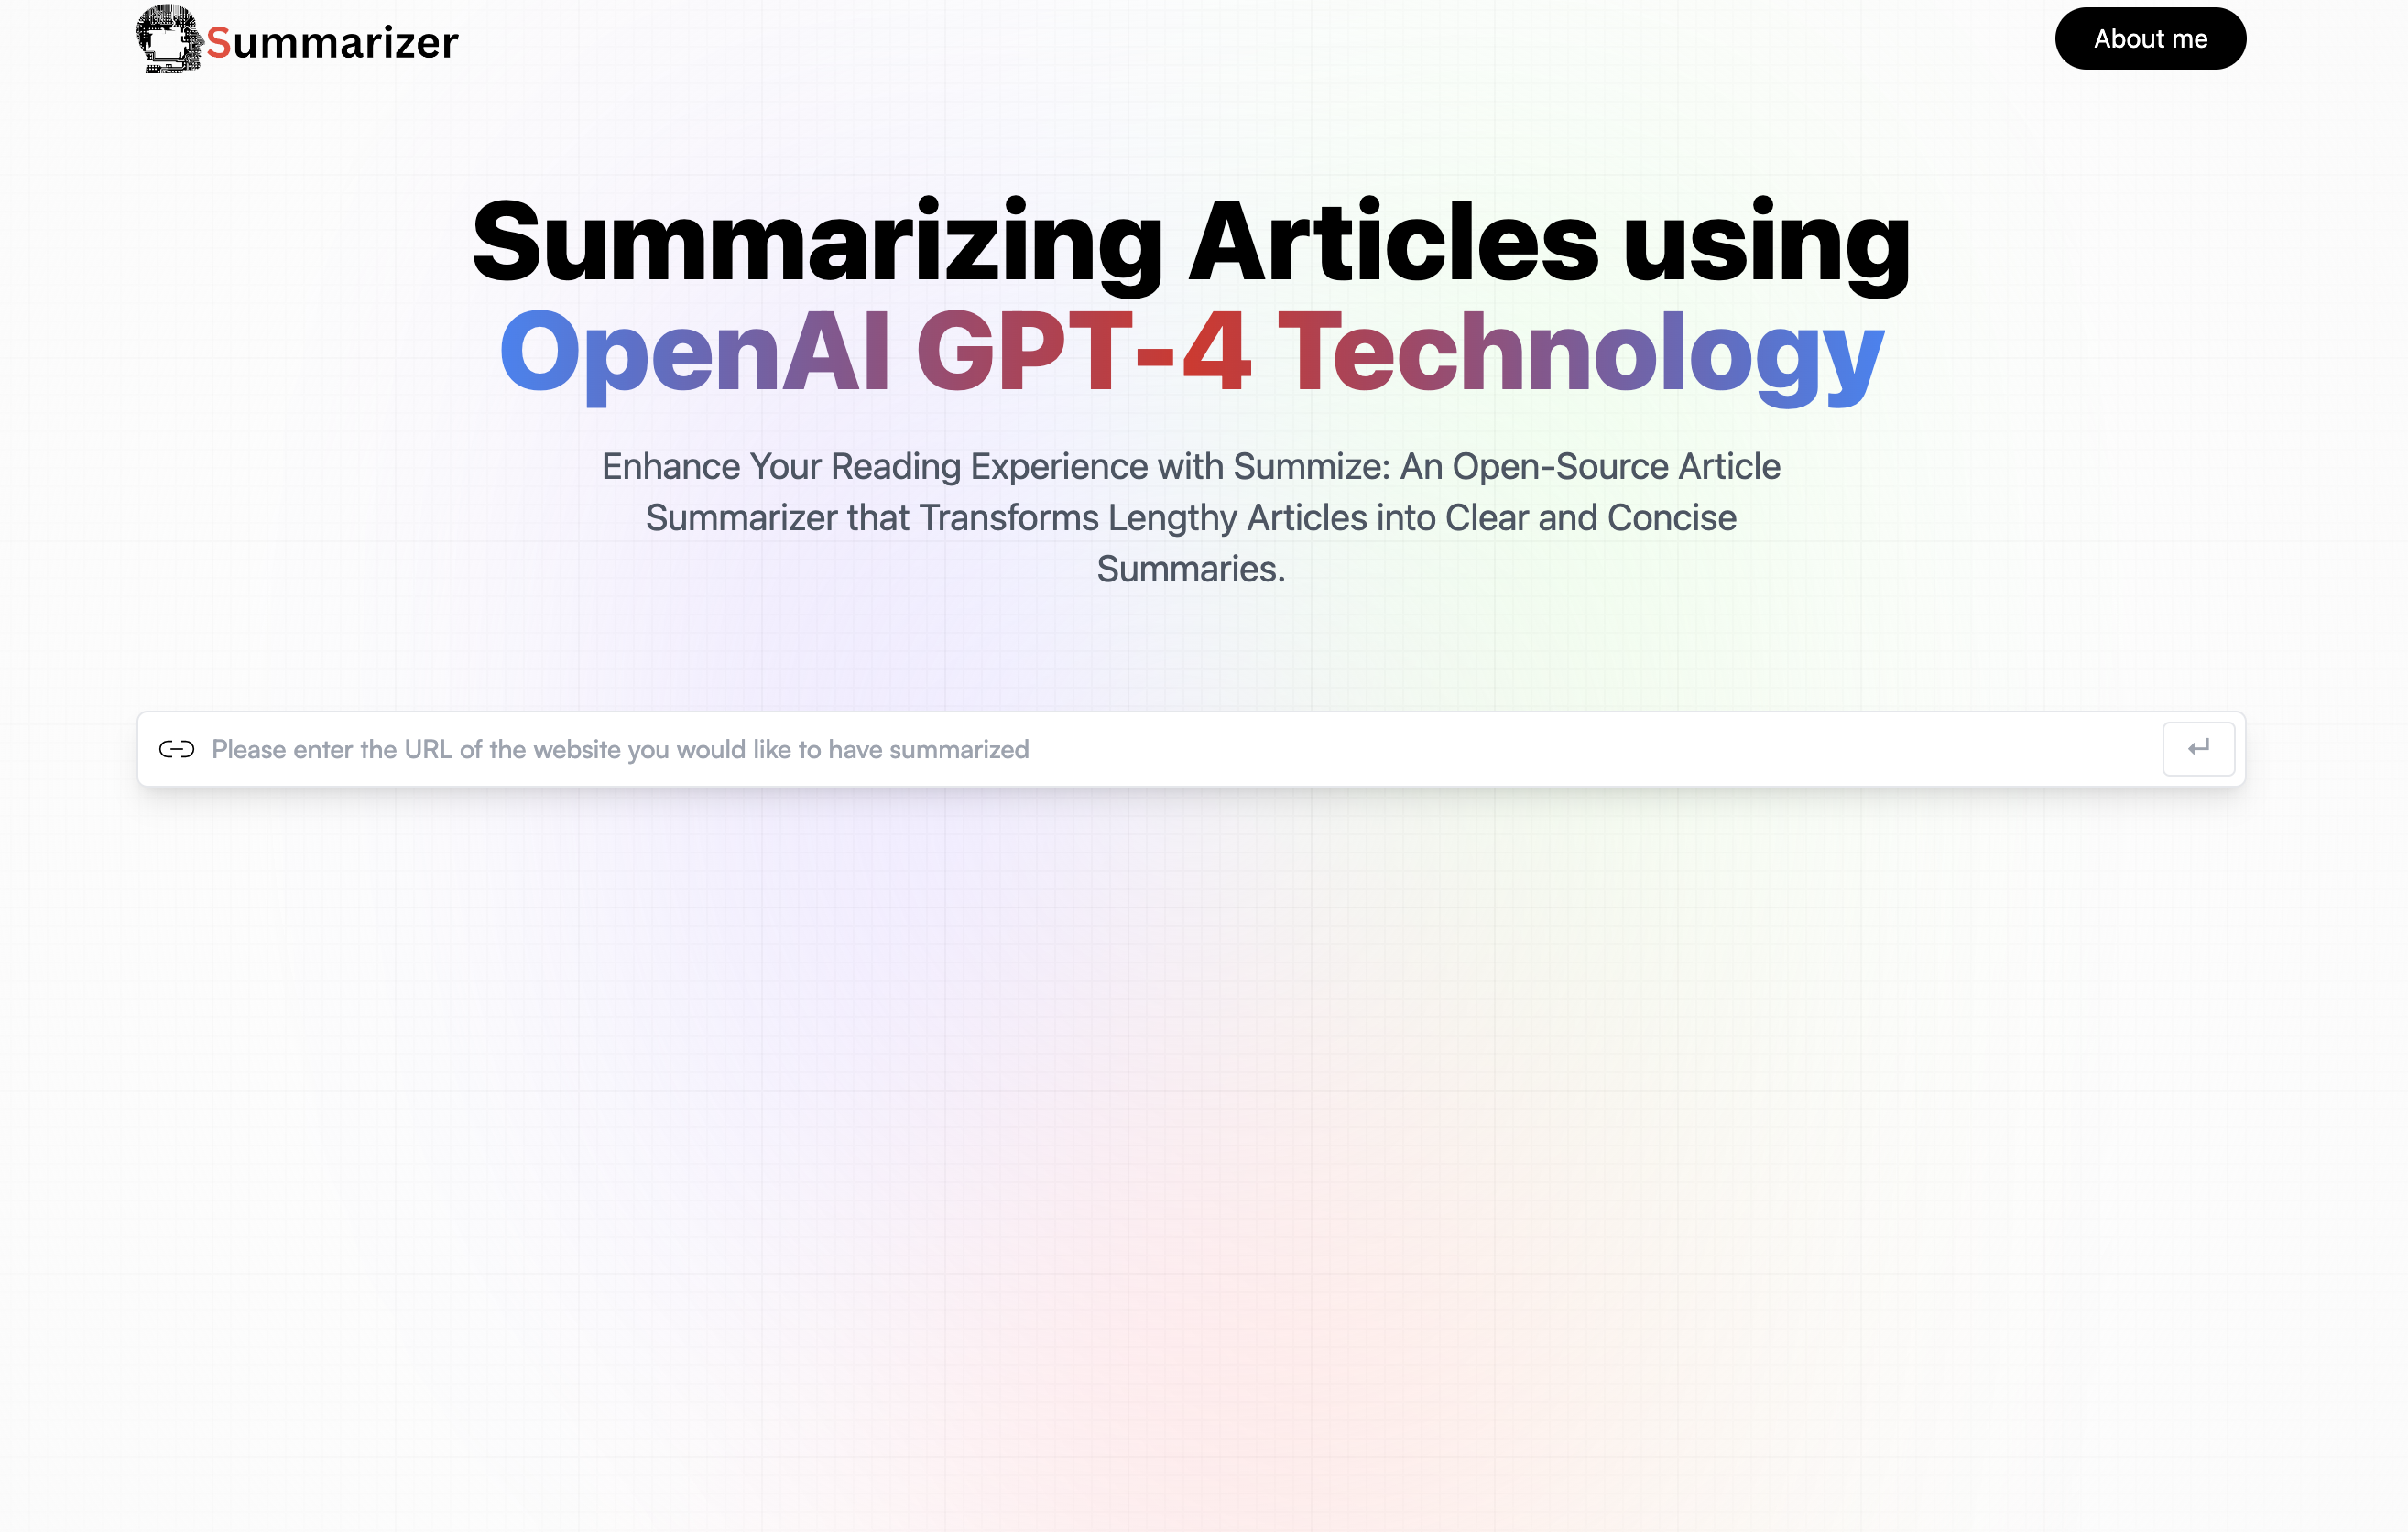 Summarizer
About me
Summarizing Articles using
OpenAI GPT-4 Technology
Enhance Your Reading Experience with Summize: An Open-Source Article
Summarizer that Transforms Lengthy Articles into Clear and Concise
Summaries.
Please enter the URL of the website you would like to have summarized